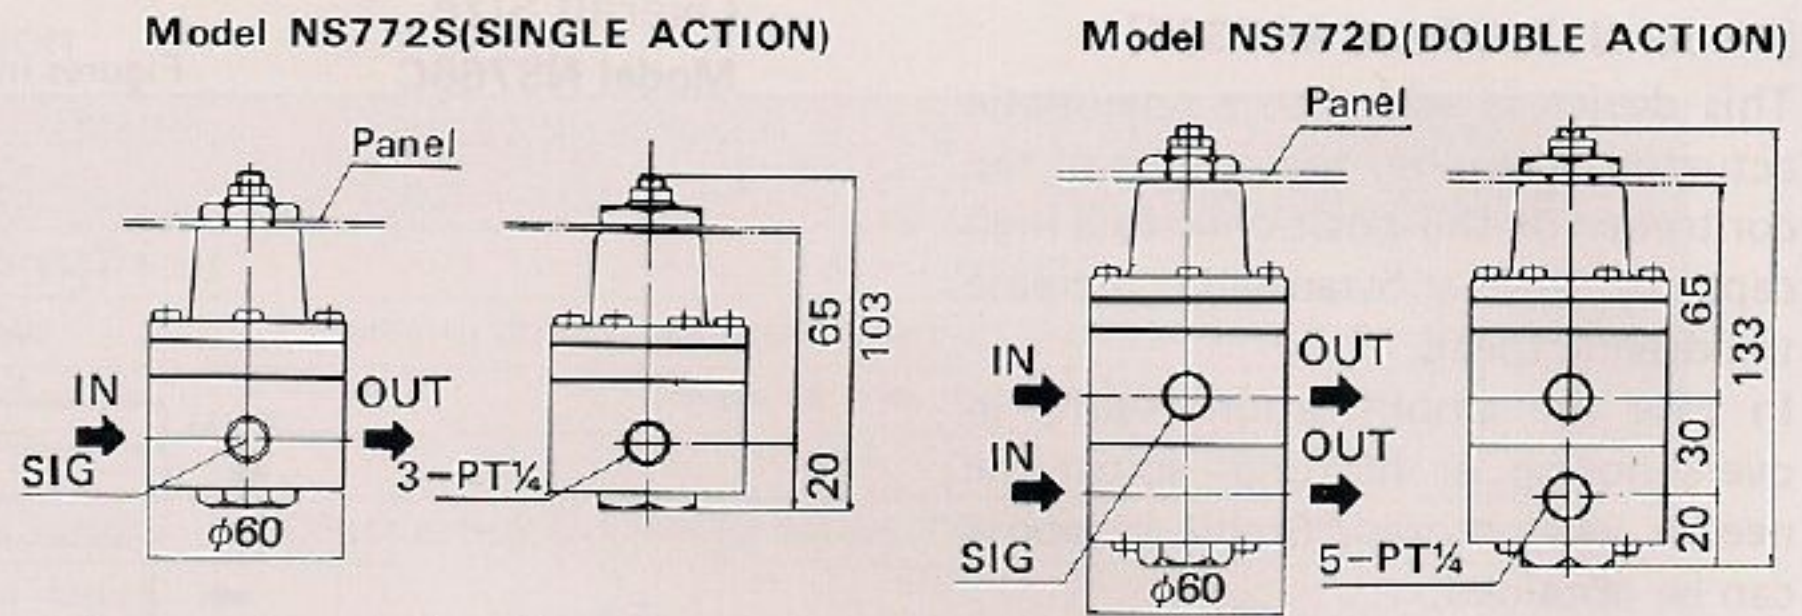 Model NS772S(SINGLE ACTION)
Panel
IN
OUT
SIG
3-PT¼
φ60
65
103
20
Model NS772D(DOUBLE ACTION)
Panel
IN
OUT
IN
OUT
SIG
5-PT¼
φ60
65
133
30
20